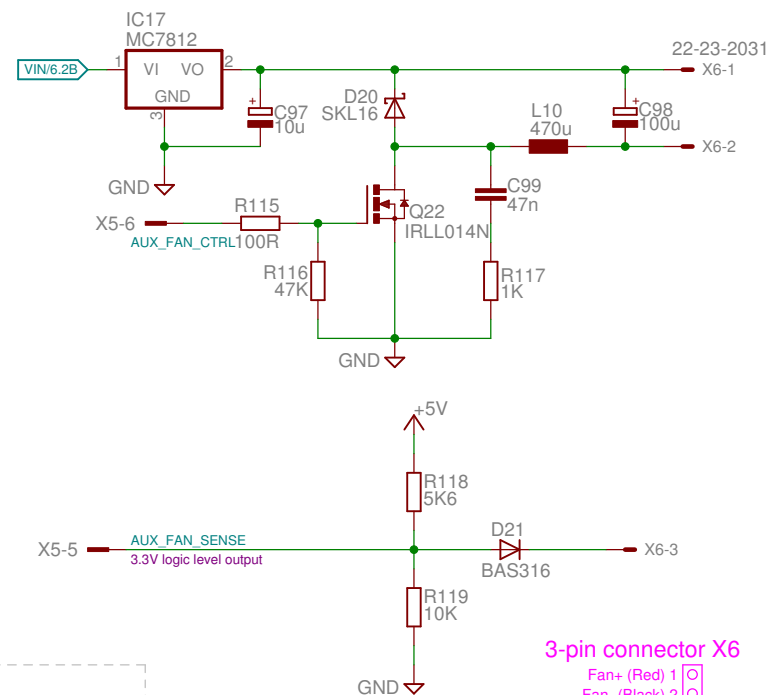 IC17
MC7812
22-23-2031
VIN/6.2B
1
VI
VO
2
X6-1
GND
3
C97
10u
D20
SKL16
L10
470u
C98
100u
X6-2
GND
C99
47n
X5-6
R115
100R
Q22
IRLL014N
AUX_FAN_CTRL
R116
47K
R117
1K
GND
+5V
R118
5K6
X5-5
AUX_FAN_SENSE
3.3V logic level output
D21
BAS316
X6-3
R119
10K
3-pin connector X6
Fan+ (Red) 1
GND
Fan- (Black) 2